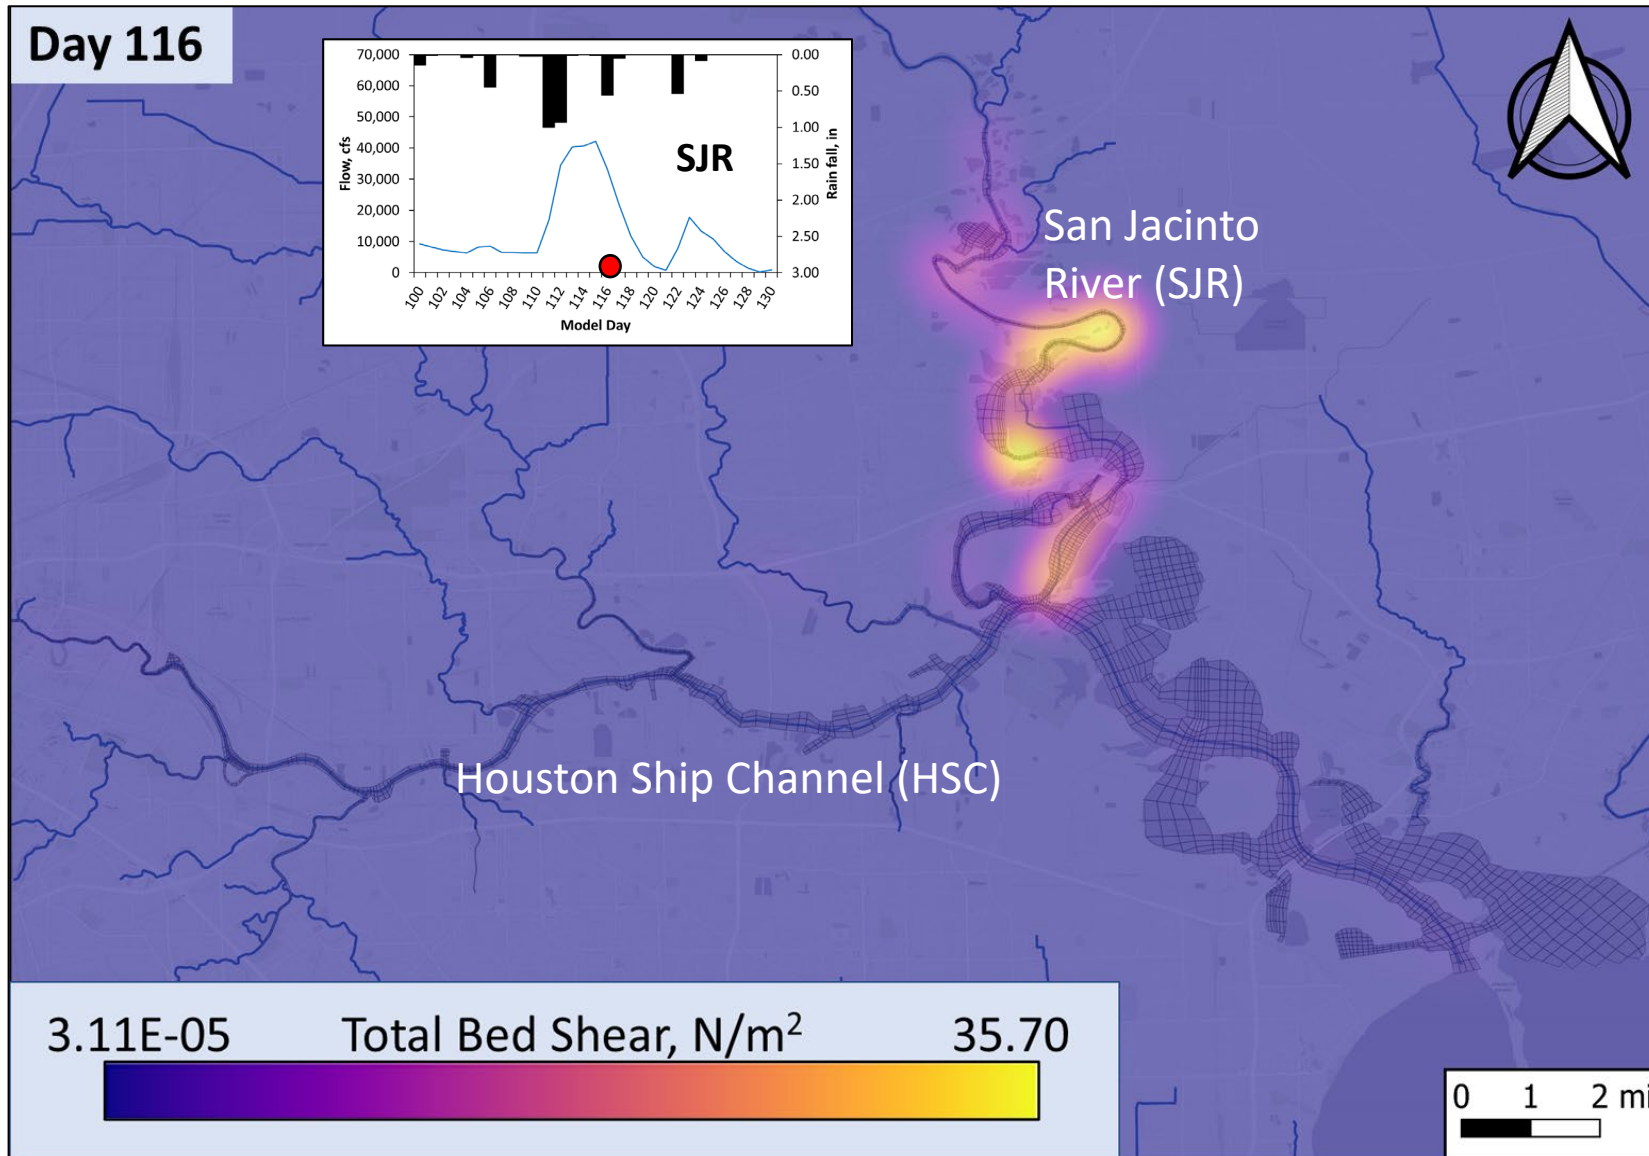 Day 116
70,000
60,000
50,000
40,000
30,000
20,000
10,000
0
Flow, cfs
0.00
0.50
1.00
1.50
2.00
2.50
3.00
Rain fall, in
SJR
100 102 104 106 108 110 112 114 116 118 120 122 124 126 128 130
Model Day
San Jacinto
River (SJR)
Houston Ship Channel (HSC)
3.11E-05 Total Bed Shear, N/m² 35.70
0 1 2 mi